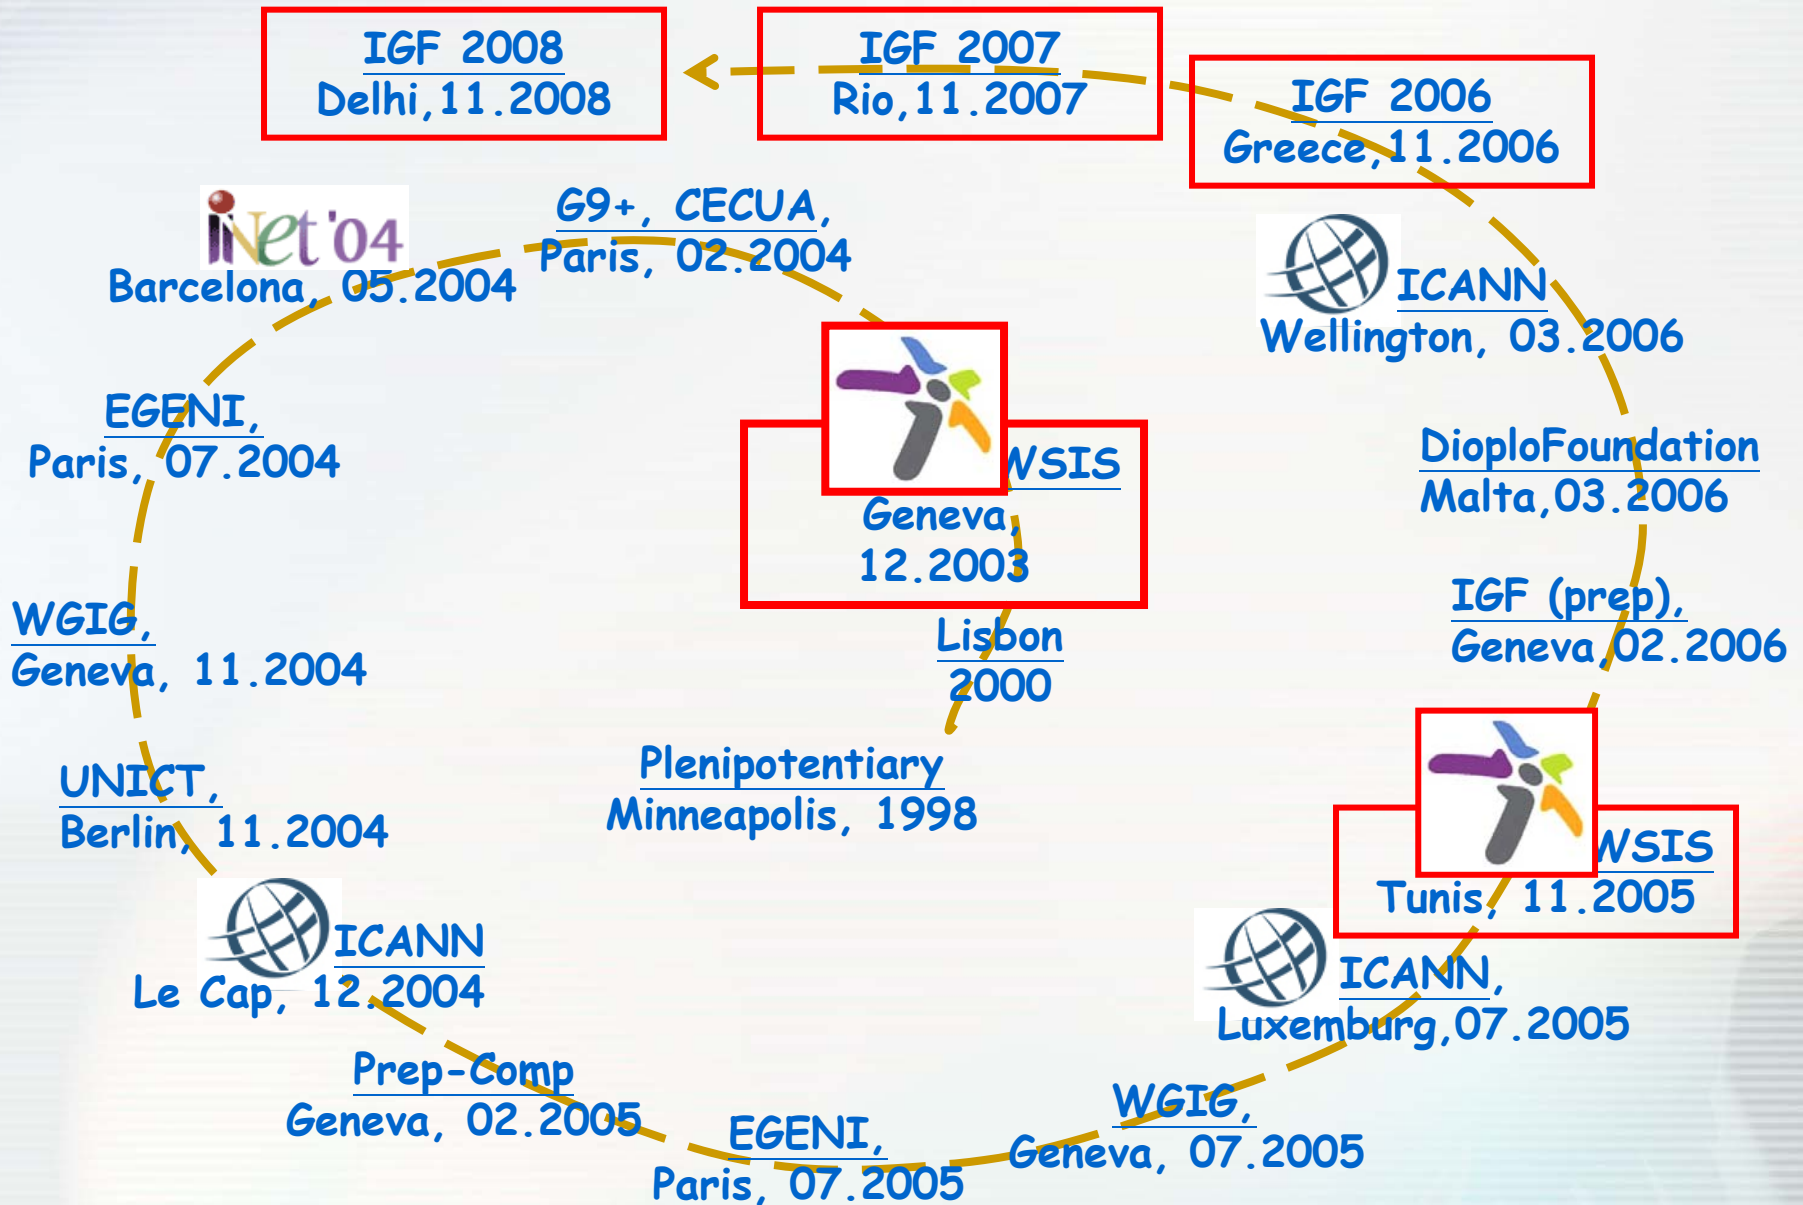 IGF 2008
Delhi,11.2008
IGF 2007
Rio,11.2007
IGF 2006
Greece,11.2006
iNet '04
Barcelona, 05.2004
G9+, CECUA,
Paris, 02.2004
ICANN
Wellington, 03.2006
EGENI,
Paris, 07.2004
WSIS
Geneva,
12.2003
DioploFoundation
Malta,03.2006
WGIG,
Geneva, 11.2004
Lisbon
2000
IGF (prep),
Geneva,02.2006
UNICT,
Berlin, 11.2004
Plenipotentiary
Minneapolis, 1998
WSIS
Tunis, 11.2005
ICANN
Le Cap, 12.2004
ICANN,
Luxemburg,07.2005
Prep-Comp
Geneva, 02.2005
EGENI,
Paris, 07.2005
WGIG,
Geneva, 07.2005